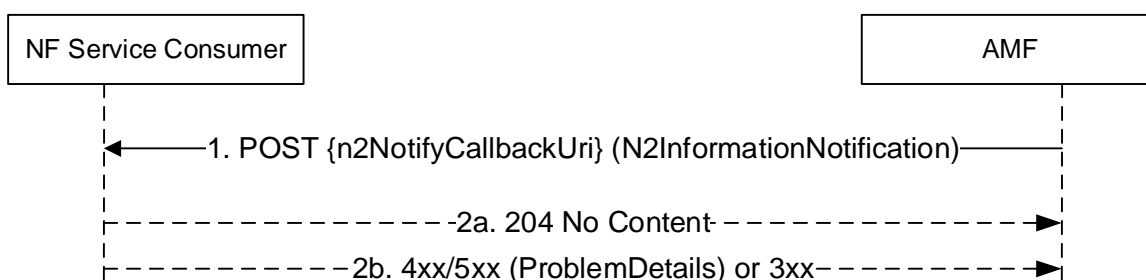 NF Service Consumer
AMF
1. POST {n2NotifyCallbackUri} (N2InformationNotification)
2a. 204 No Content
2b. 4xx/5xx (ProblemDetails) or 3xx